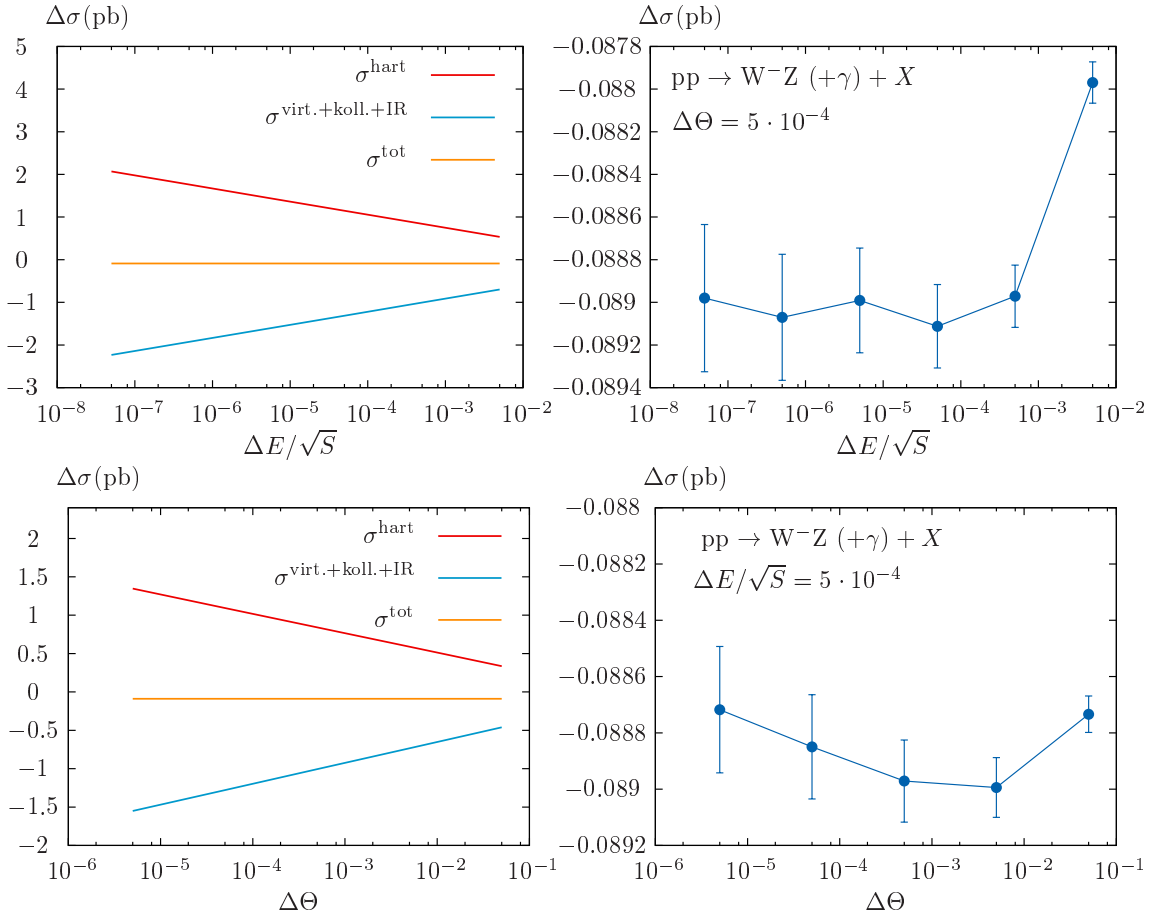 Δσ(pb)
5
4
3
2
1
0
−1
−2
−3
10⁻⁸ 10⁻⁷ 10⁻⁶ 10⁻⁵ 10⁻⁴ 10⁻³ 10⁻²
ΔE/√S
σ^hart
σ^virt.+koll.+IR
σ^tot
Δσ(pb)
−0.0878
−0.088
−0.0882
−0.0884
−0.0886
−0.0888
−0.089
−0.0892
−0.0894
10⁻⁸ 10⁻⁷ 10⁻⁶ 10⁻⁵ 10⁻⁴ 10⁻³ 10⁻²
ΔE/√S
pp → W⁻Z (+γ) + X
ΔΘ = 5 · 10⁻⁴
Δσ(pb)
2
1.5
1
0.5
0
−0.5
−1
−1.5
−2
10⁻⁶ 10⁻⁵ 10⁻⁴ 10⁻³ 10⁻² 10⁻¹
ΔΘ
σ^hart
σ^virt.+koll.+IR
σ^tot
Δσ(pb)
−0.088
−0.0882
−0.0884
−0.0886
−0.0888
−0.089
−0.0892
10⁻⁶ 10⁻⁵ 10⁻⁴ 10⁻³ 10⁻² 10⁻¹
ΔΘ
pp → W⁻Z (+γ) + X
ΔE/√S = 5 · 10⁻⁴